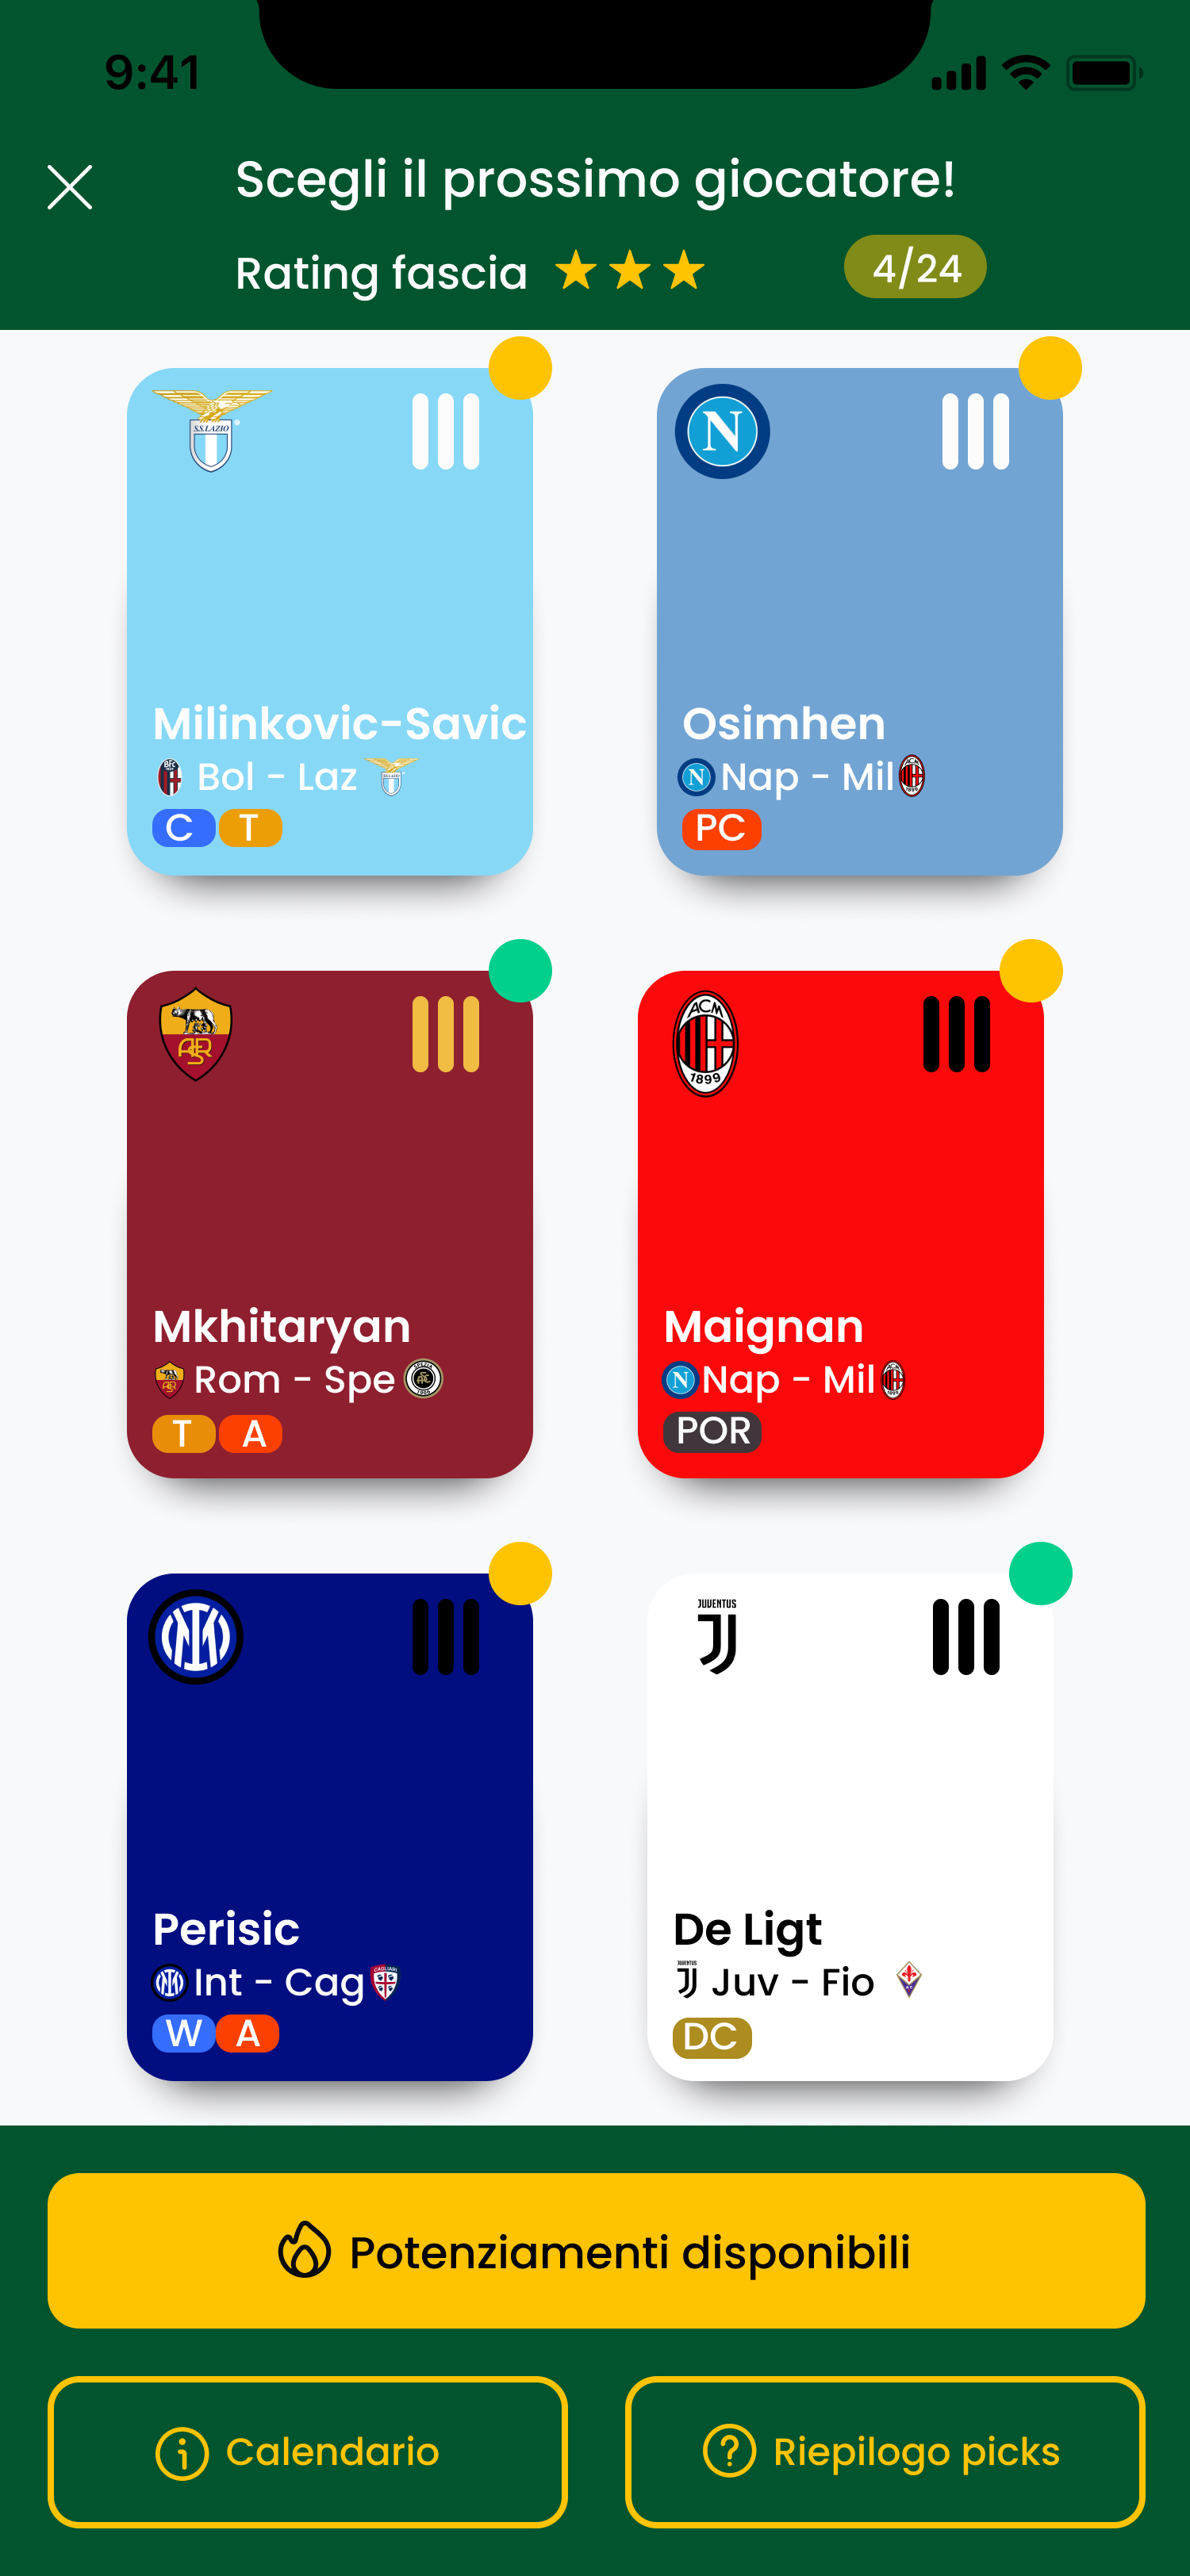 9:41
Scegli il prossimo giocatore!
Rating fascia
4/24
S.S.LAZIO
N
Milinkovic-Savic
Bol - Laz
C T
Osimhen
N Nap - Mil
PC
ASR
ACM
1899
Mkhitaryan
Rom - Spe
T A
Maignan
N Nap - Mil
POR
JUVENTUS
Perisic
Int - Cag
W A
De Ligt
Juv - Fio
DC
Potenziamenti disponibili
Calendario
Riepilogo picks